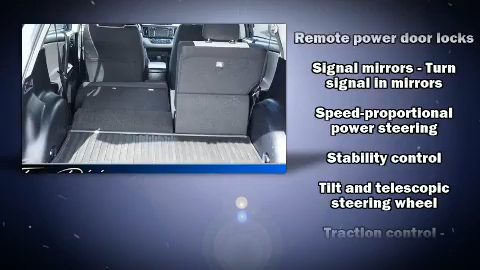 Remote power door locks
Signal mirrors - Turn
signal in mirrors
Speed-proportional
power steering
Stability control
Tilt and telescopic
steering wheel
Traction control -